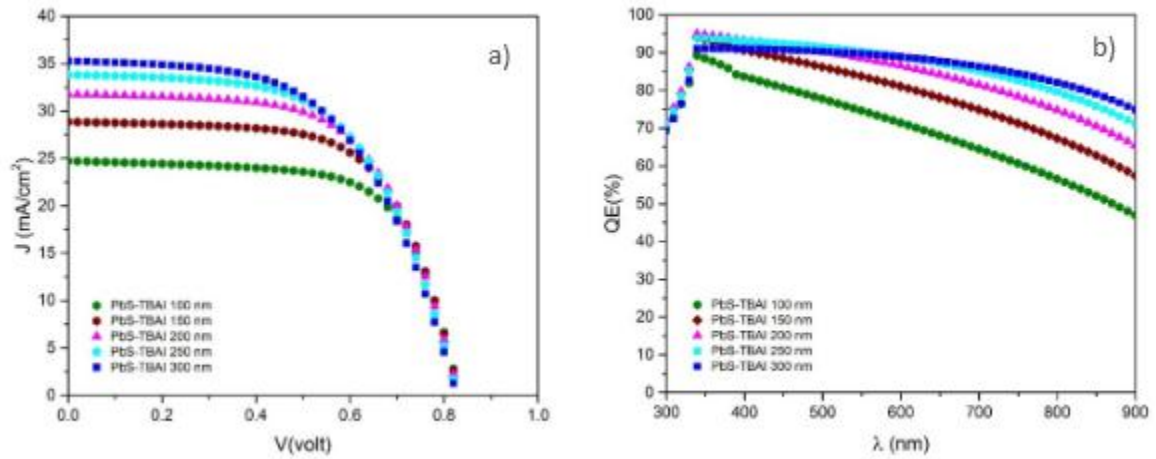 a)
40
35
30
25
20
15
10
5
0
J (mA/cm²)
PbS-TBAI 100 nm
PbS-TBAI 150 nm
PbS-TBAI 200 nm
PbS-TBAI 250 nm
PbS-TBAI 300 nm
0.0 0.2 0.4 0.6 0.8 1.0
V(volt)
b)
100
90
80
70
60
50
40
30
20
10
0
QE(%)
PbS-TBAI 100 nm
PbS-TBAI 150 nm
PbS-TBAI 200 nm
PbS-TBAI 250 nm
PbS-TBAI 300 nm
300 400 500 600 700 800 900
λ (nm)